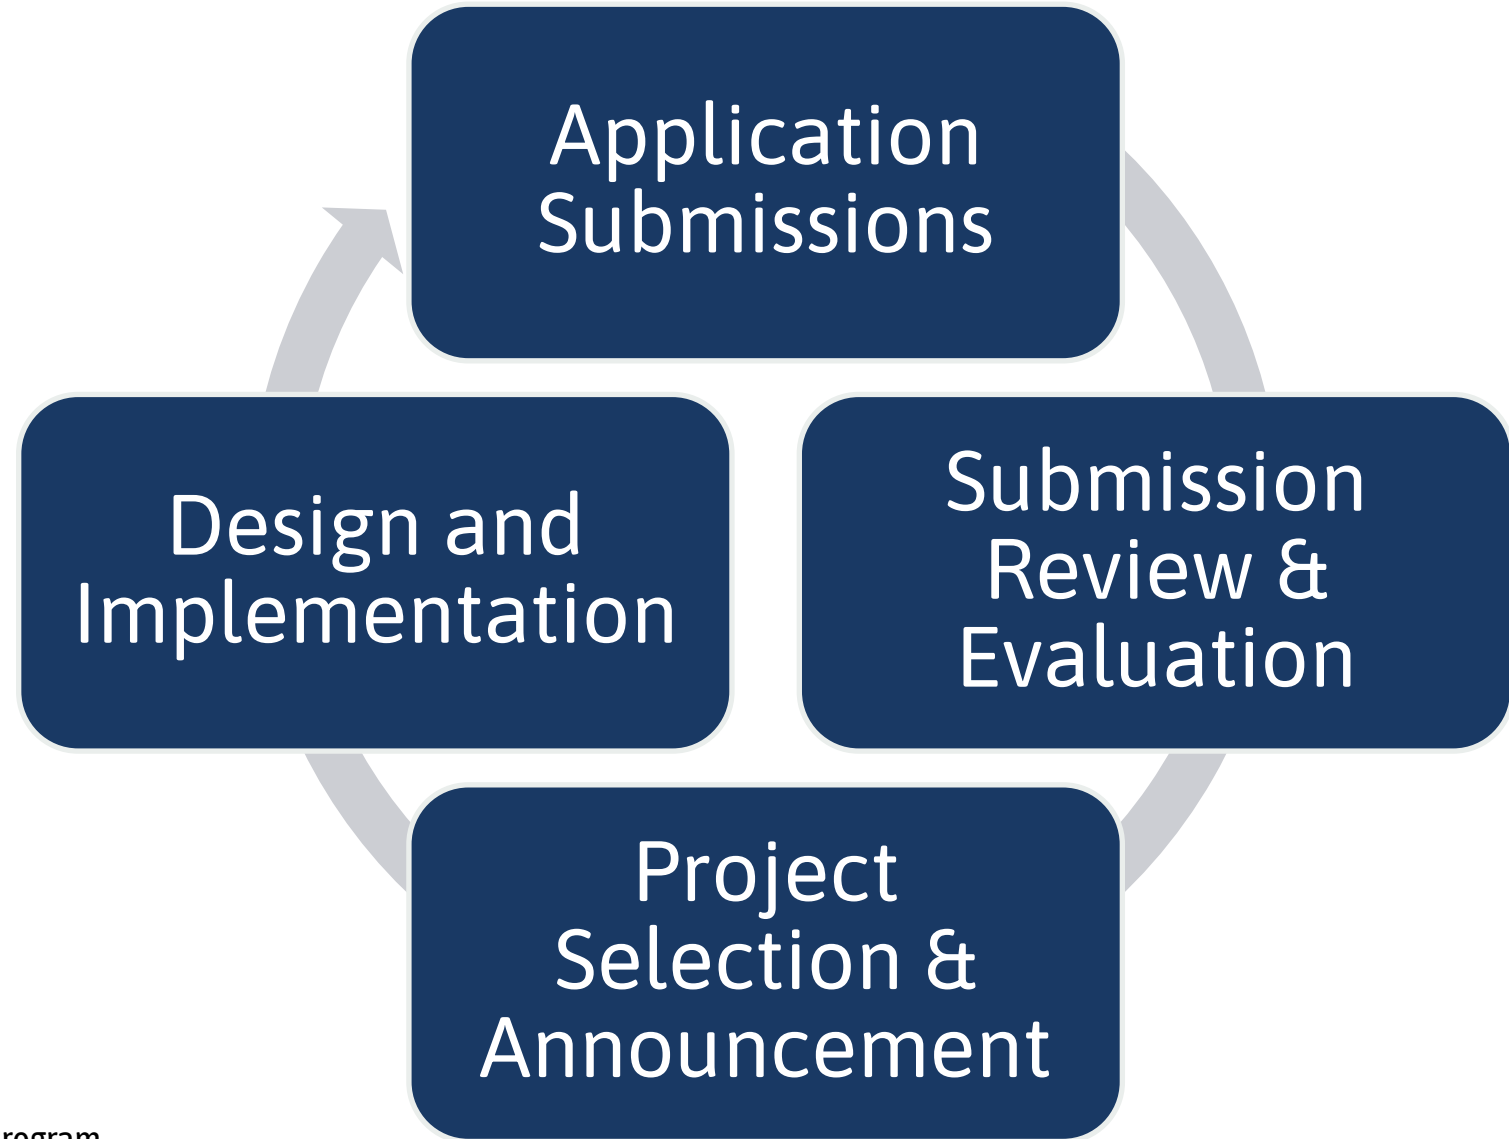 Application
Submissions
Submission
Review &
Evaluation
Design and
Implementation
Project
Selection &
Announcement